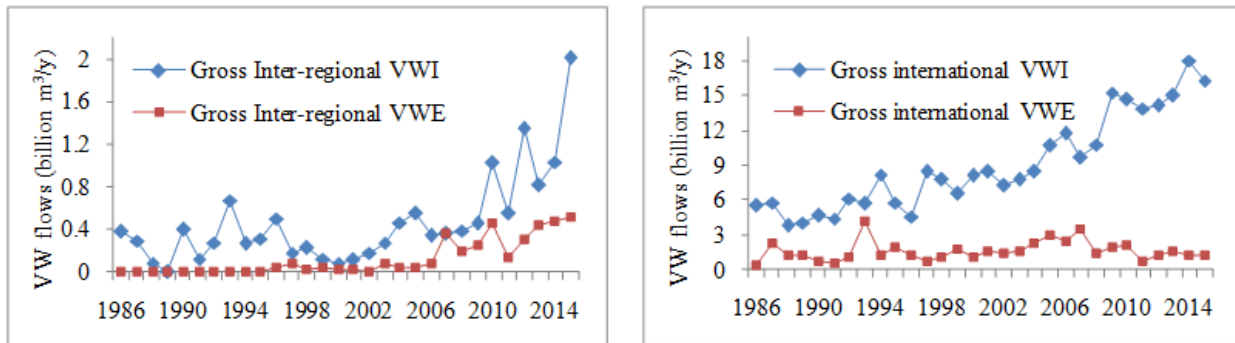 VW flows (billion m³/y)
2
1.6
1.2
0.8
0.4
0
Gross Inter-regional VWI
Gross Inter-regional VWE
1986 1990 1994 1998 2002 2006 2010 2014
VW flows (billion m³/y)
18
15
12
9
6
3
0
Gross international VWI
Gross international VWE
1986 1990 1994 1998 2002 2006 2010 2014